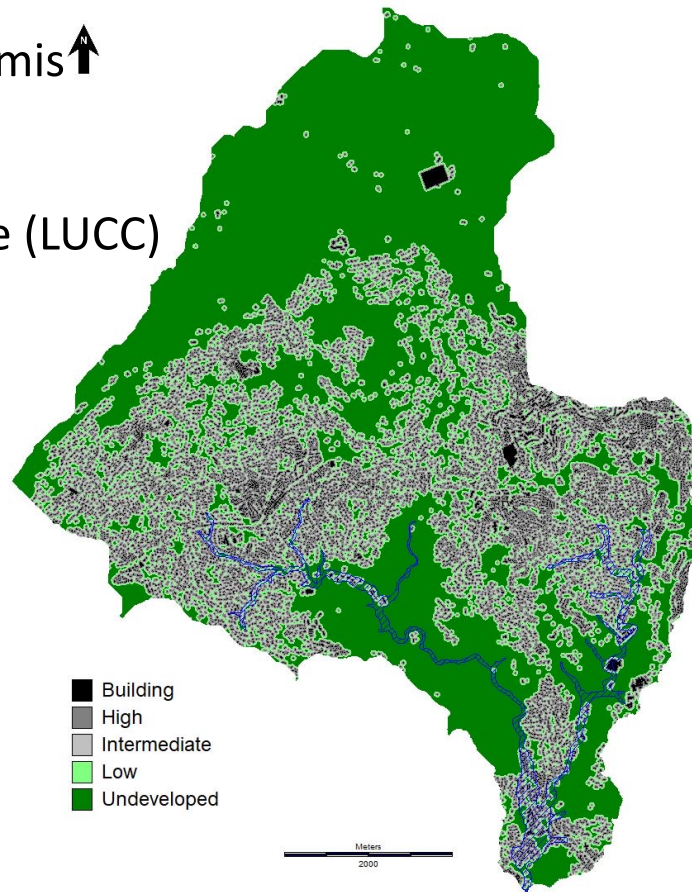 N
mis
e (LUCC)
Building
High
Intermediate
Low
Undeveloped
Meters
2000